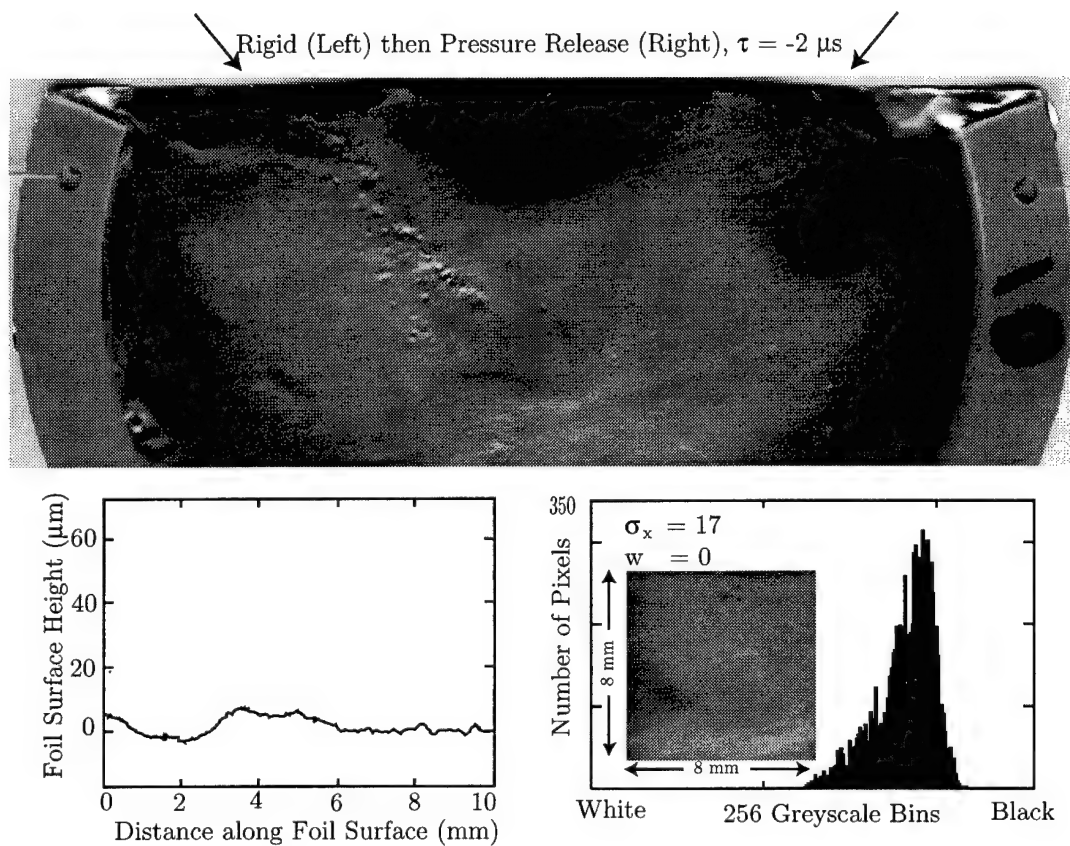 Rigid (Left) then Pressure Release (Right), τ = -2 μs
Foil Surface Height (μm)
60
40
20
0
0 2 4 6 8 10
Distance along Foil Surface (mm)
Number of Pixels
350
σx = 17
w = 0
8 mm
8 mm
White 256 Greyscale Bins Black